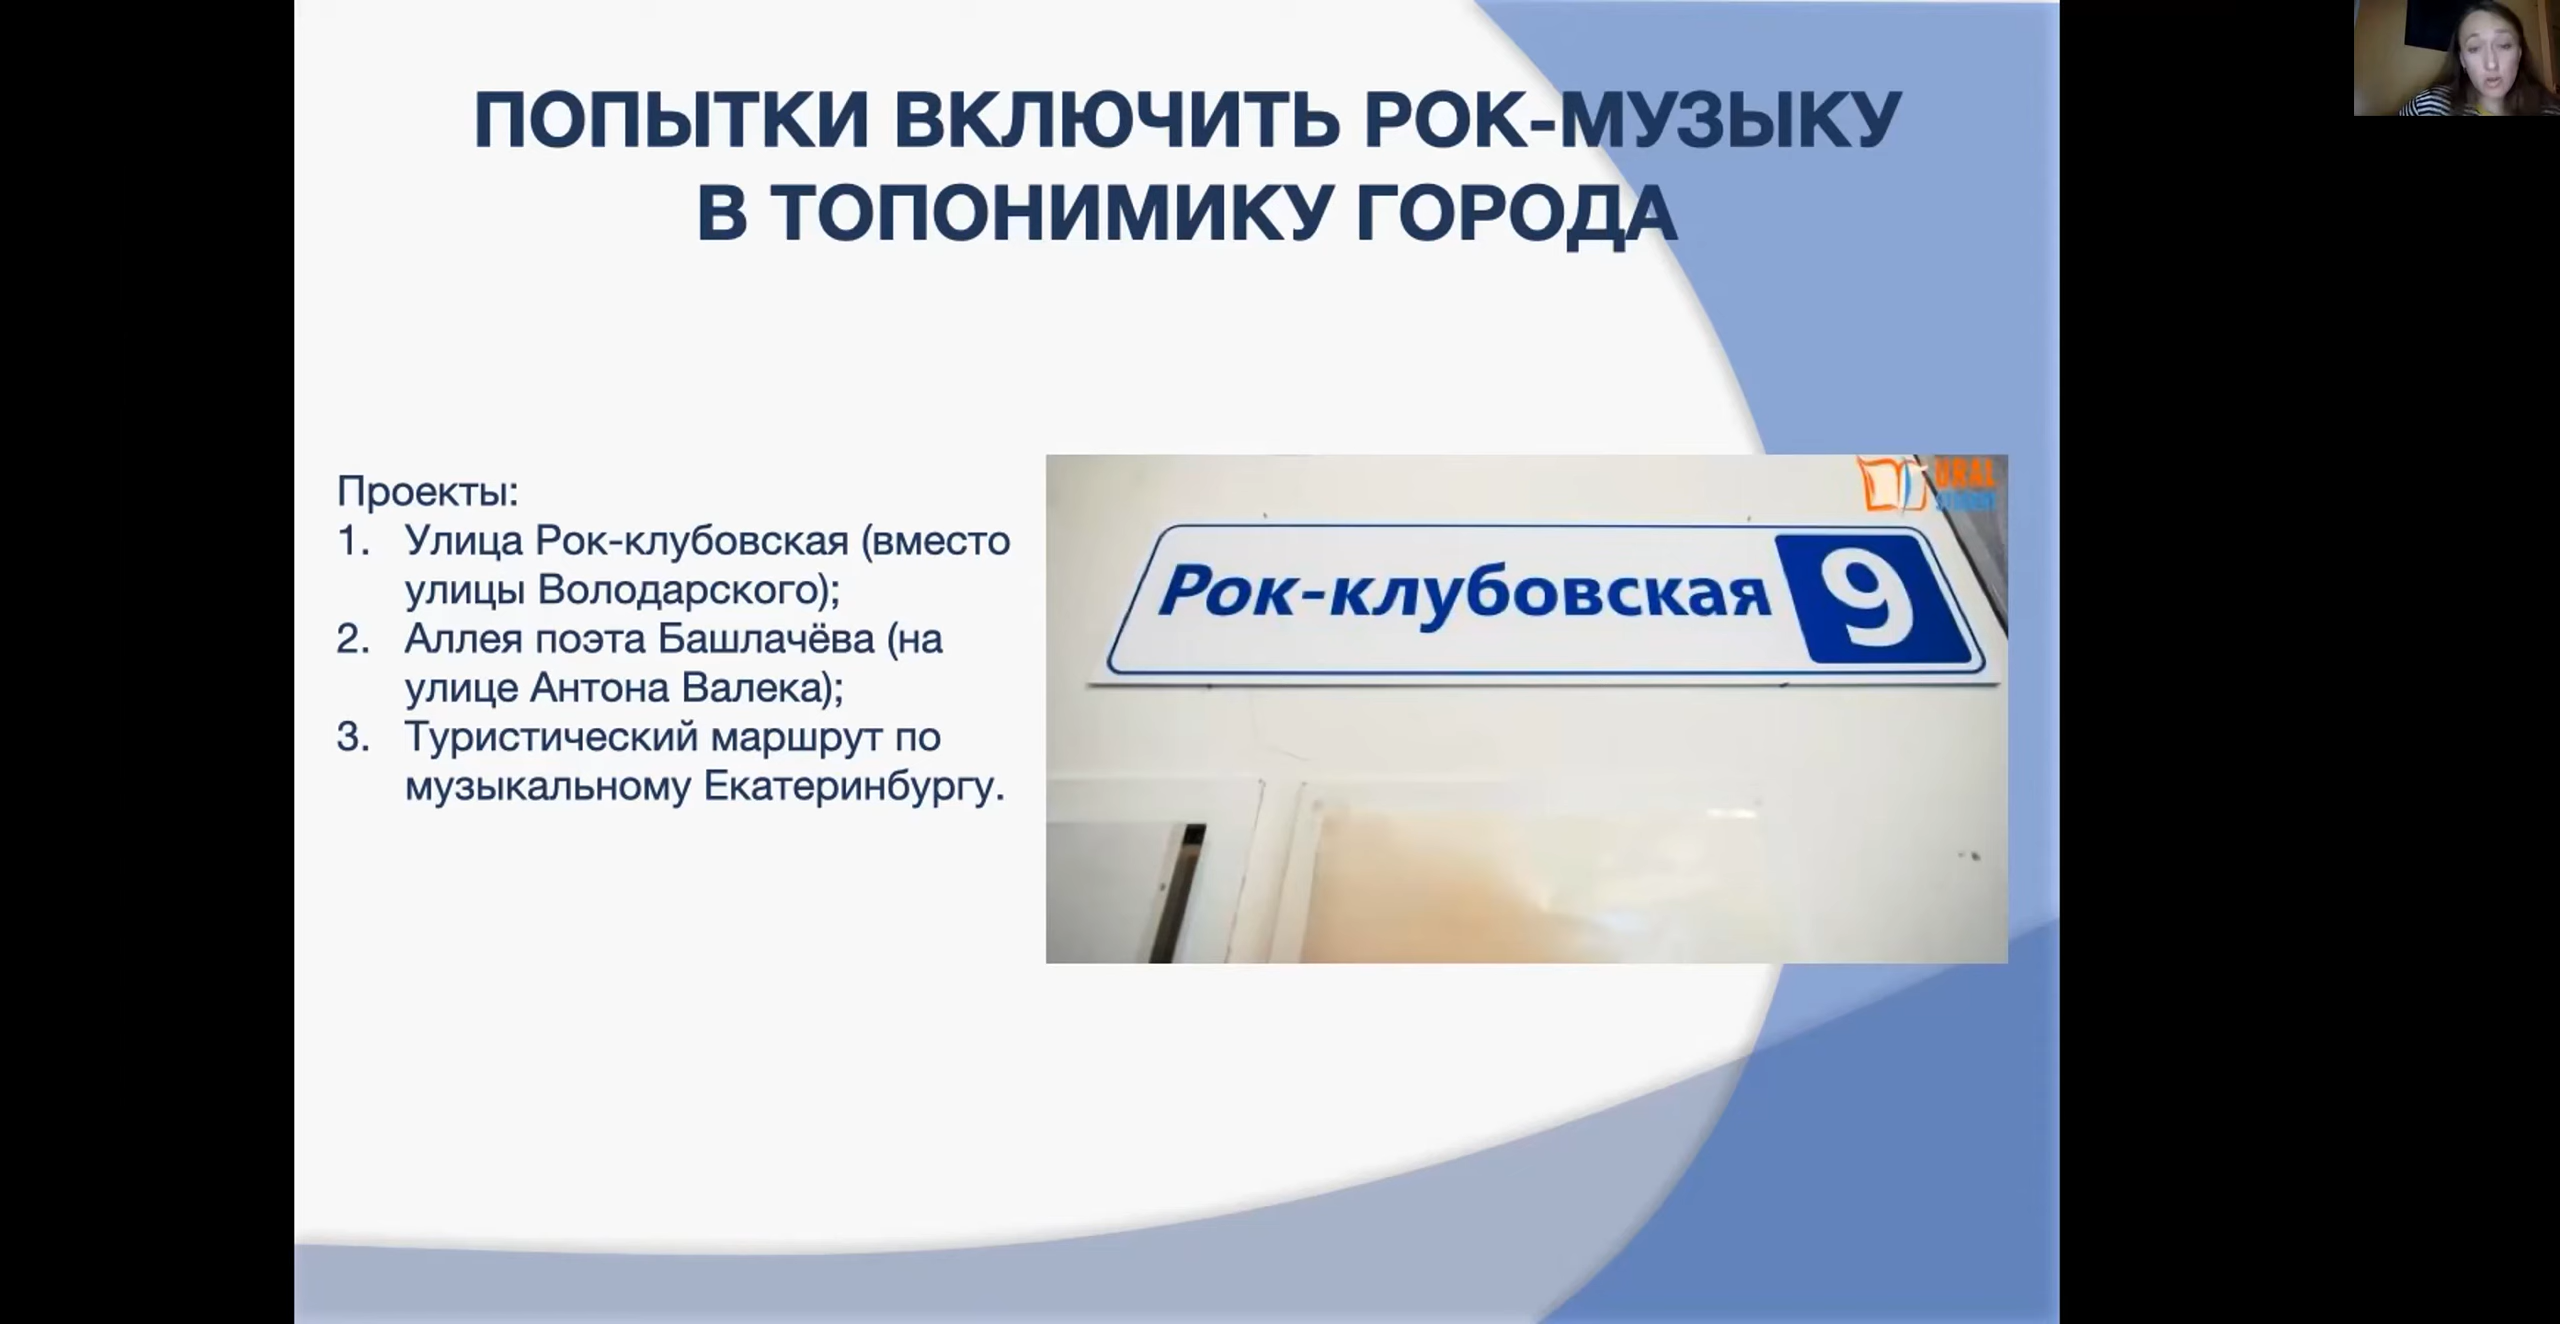 ПОПЫТКИ ВКЛЮЧИТЬ РОК-МУЗЫКУ
В ТОПОНИМИКУ ГОРОДА
Проекты:
1. Улица Рок-клубовская (вместо
улицы Володарского);
2. Аллея поэта Башлачёва (на
улице Антона Валека);
3. Туристический маршрут по
музыкальному Екатеринбургу.
URAL
Рок-клубовская 9